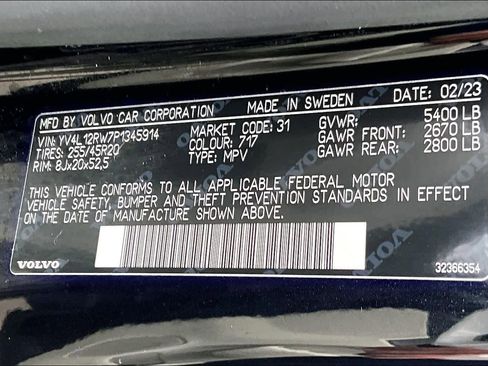 MFD BY VOLVO CAR CORPORATION MADE IN SWEDEN DATE: 02/23
VIN: YV4L12RW7P1345914 MARKET CODE: 31 GVWR: 5400 LB
TIRES: 255/45R20 COLOUR: 717 GAWR FRONT: 2670 LB
RIM: 8Jx20x52,5 TYPE: MPV GAWR REAR: 2800 LB
THIS VEHICLE CONFORMS TO ALL APPLICABLE FEDERAL MOTOR
VEHICLE SAFETY, BUMPER AND THEFT PREVENTION STANDARDS IN EFFECT
ON THE DATE OF MANUFACTURE SHOWN ABOVE.
VOLVO 32366354